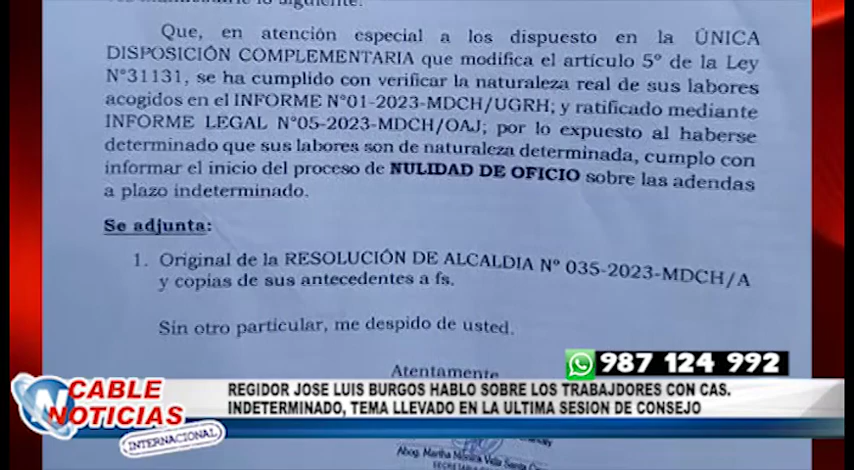 Que, en atención especial a los dispuesto en la ÚNICA
DISPOSICIÓN COMPLEMENTARIA que modifica el artículo 5° de la Ley
N°31131, se ha cumplido con verificar la naturaleza real de sus labores
acogidos en el INFORME N°01-2023-MDCH/UGRH; y ratificado mediante
INFORME LEGAL N°05-2023-MDCH/OAJ; por lo expuesto al haberse
determinado que sus labores son de naturaleza determinada, cumplo con
informar el inicio del proceso de NULIDAD DE OFICIO sobre las adendas
a plazo indeterminado.
Se adjunta:
1. Original de la RESOLUCIÓN DE ALCALDIA Nº 035-2023-MDCH/A
y copias de sus antecedentes a fs.
Sin otro particular, me despido de usted.
Atentamente
987 124 992
CABLE
NOTICIAS
INTERNACIONAL
REGIDOR JOSE LUIS BURGOS HABLO SOBRE LOS TRABAJDORES CON CAS.
INDETERMINADO, TEMA LLEVADO EN LA ULTIMA SESION DE CONSEJO
Abog. Martha